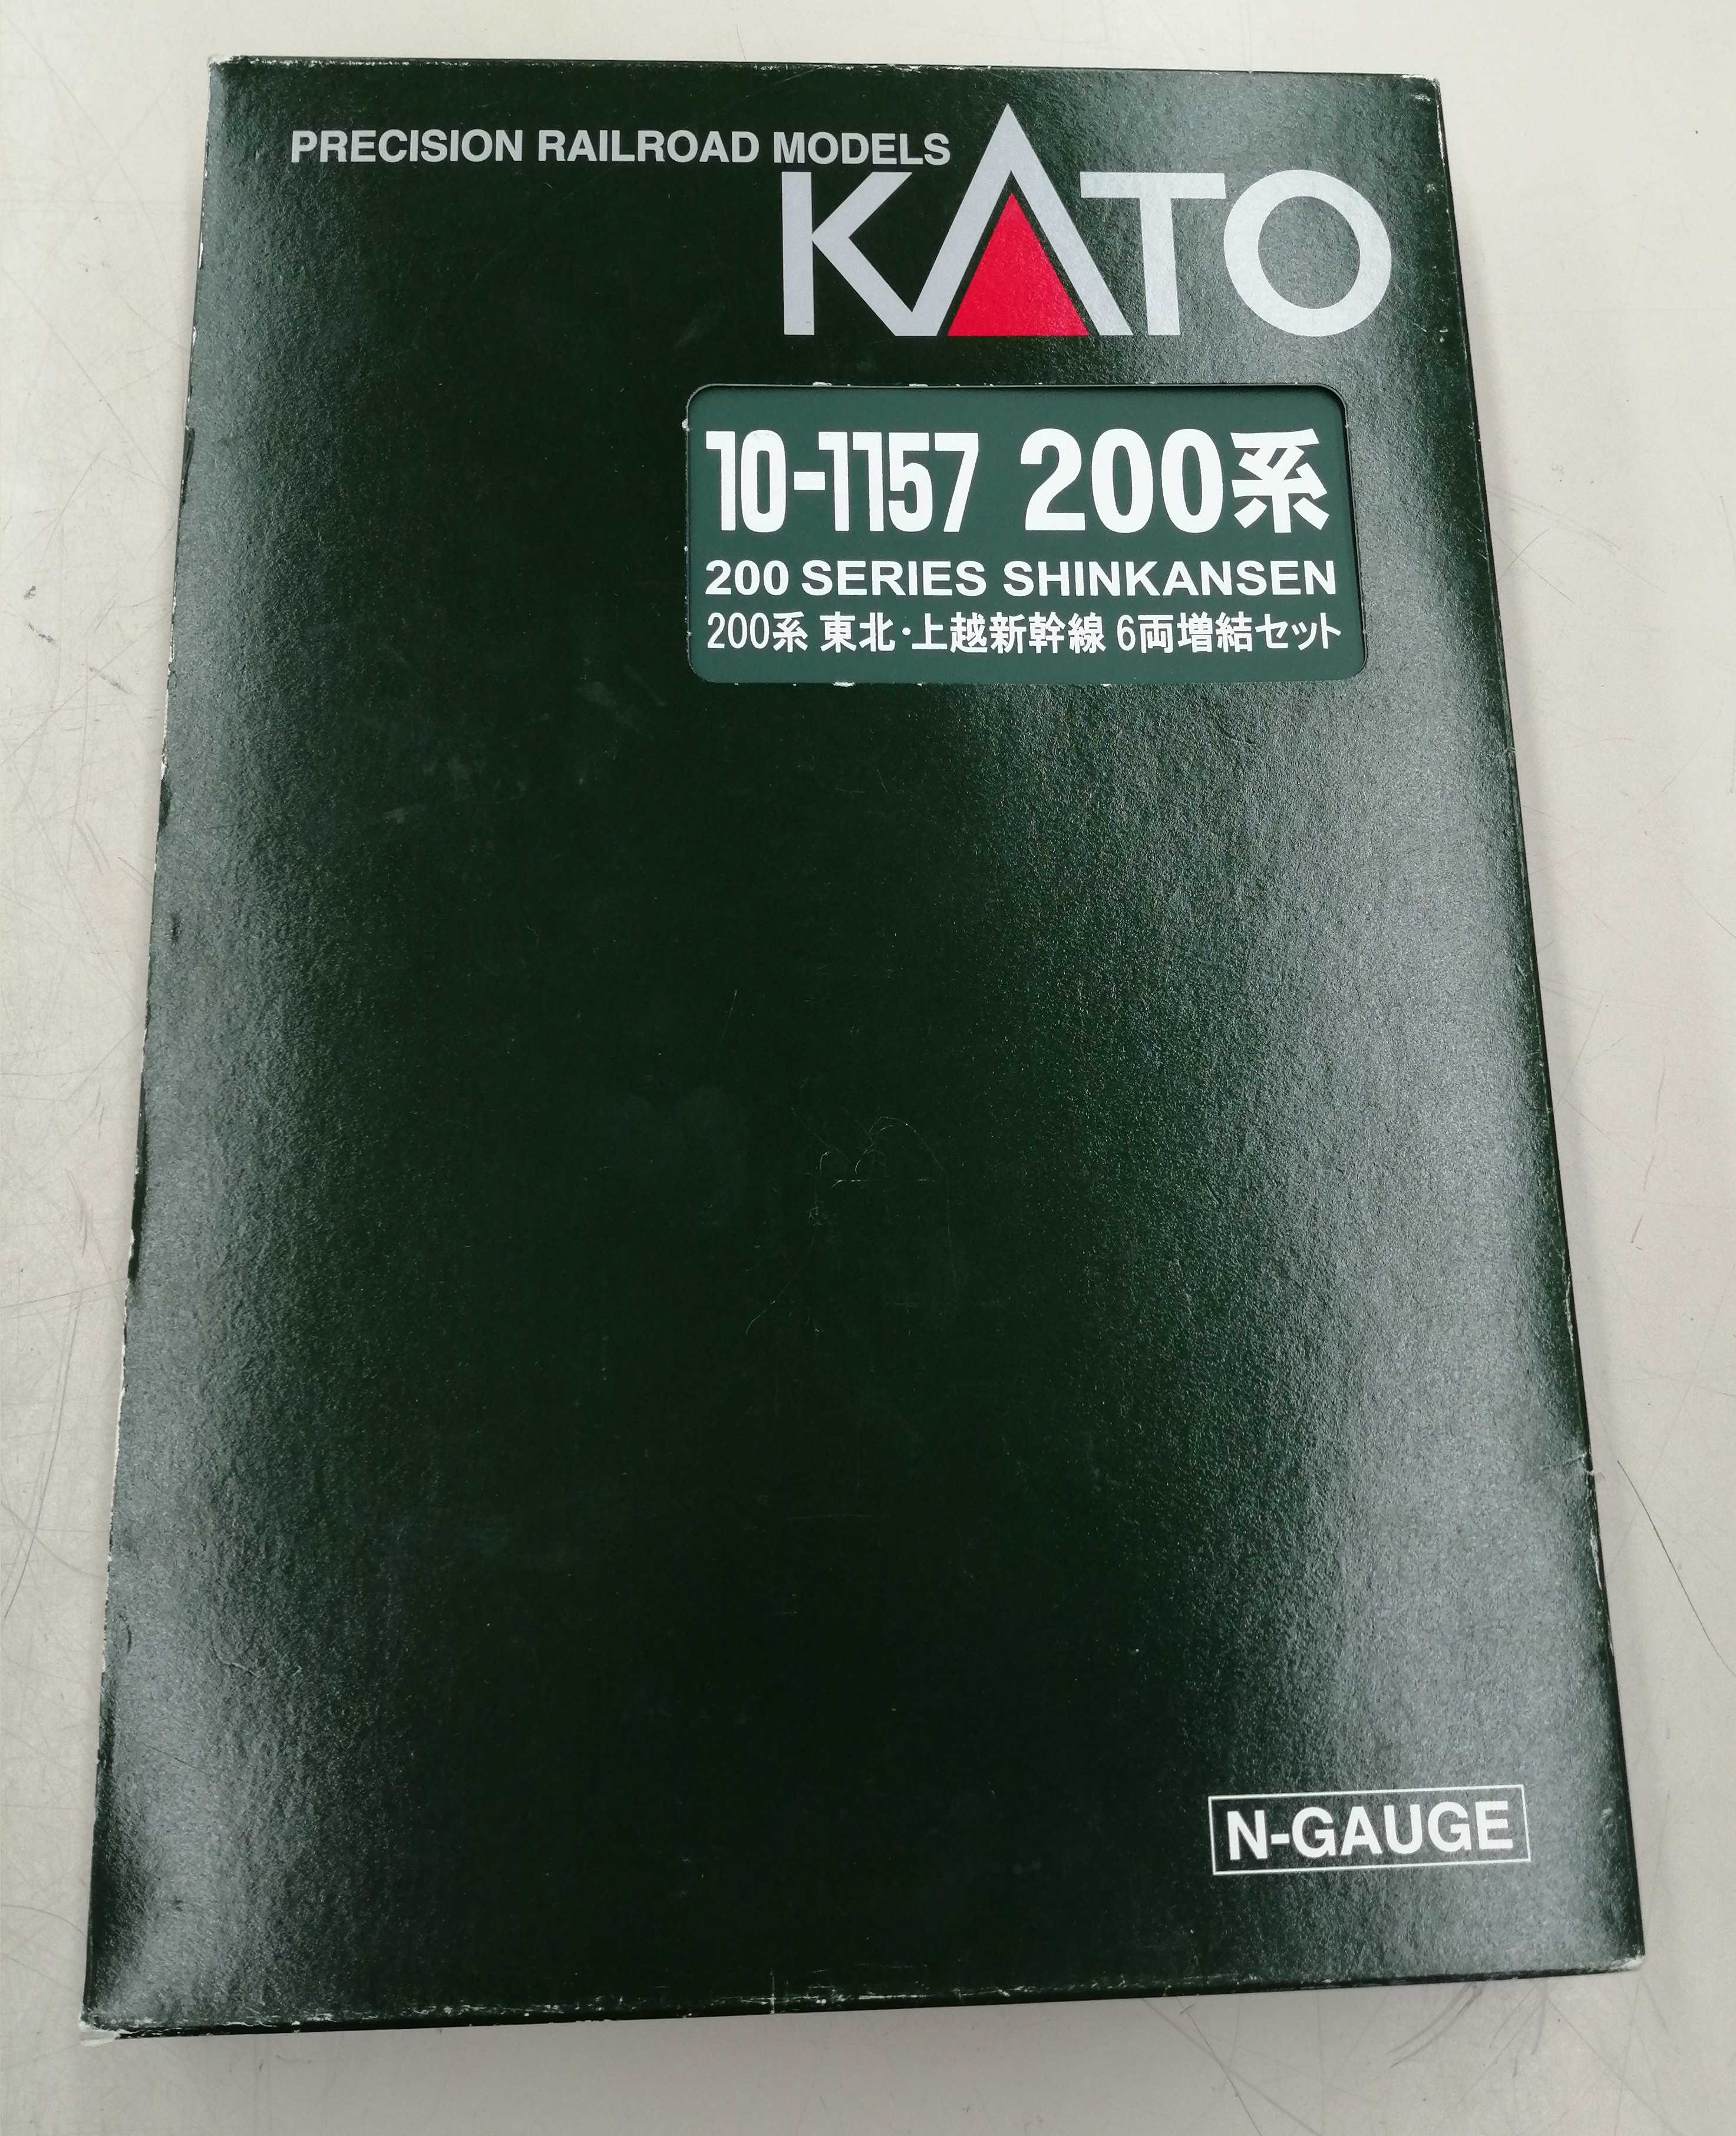 PRECISION RAILROAD MODELS
KATO
10-1157 200系
200 SERIES SHINKANSEN
200系 東北・上越新幹線 6両増結セット
N-GAUGE